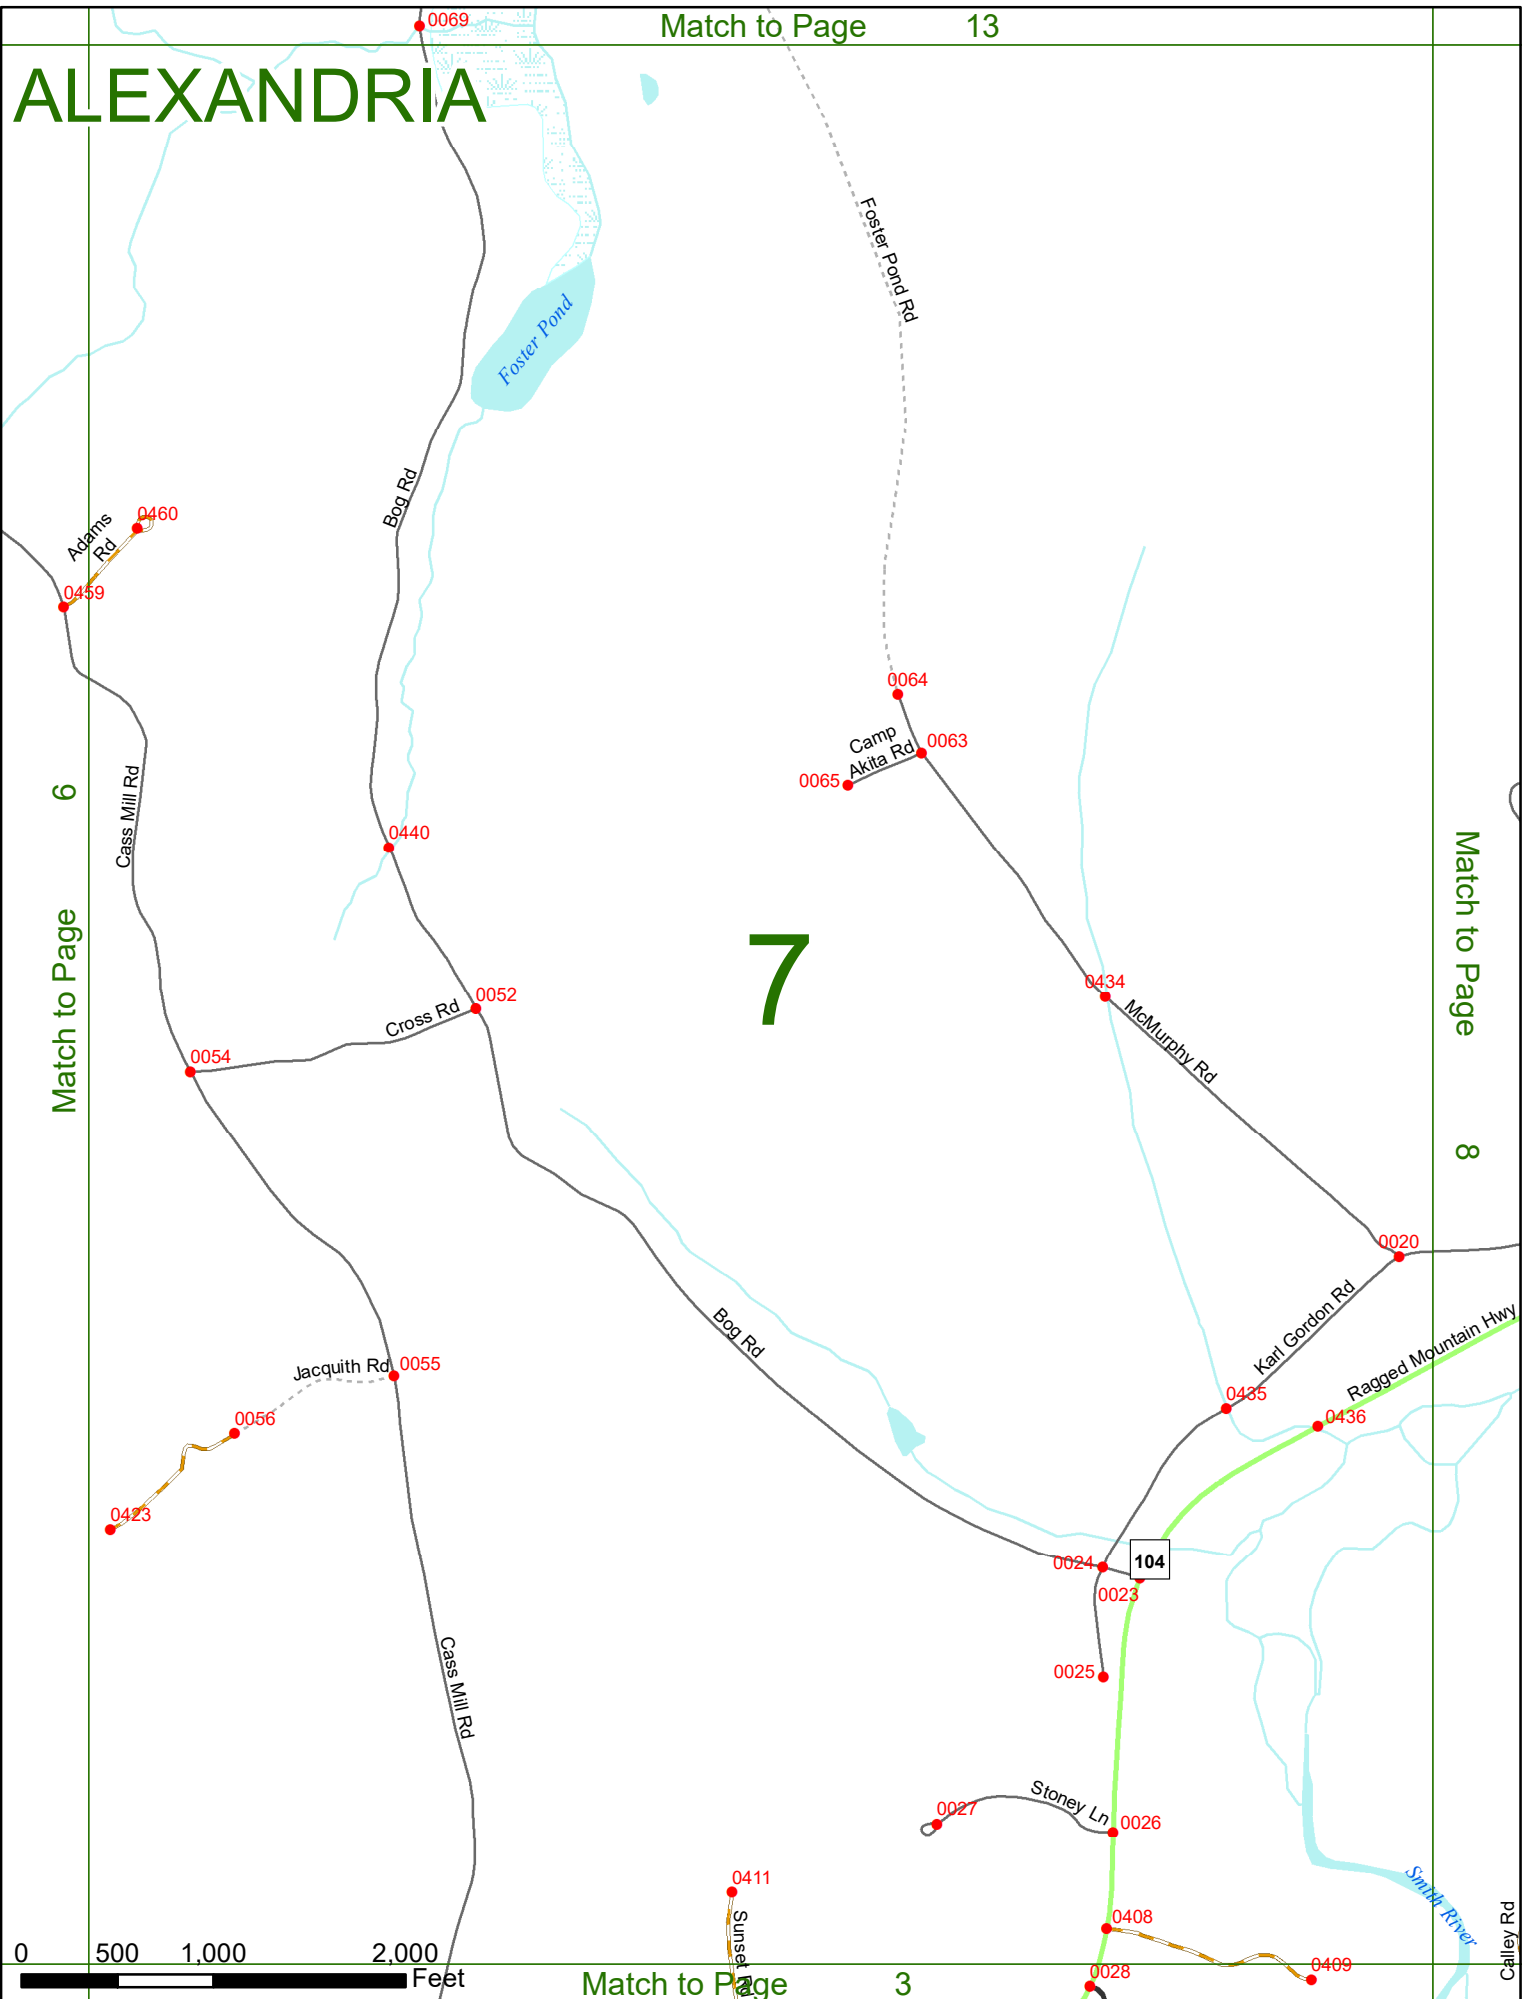 0069
Match to Page 13
ALEXANDRIA
Foster Pond Rd
Foster Pond
Bog Rd
0460
Adams
Rd
0459
0064
Camp
Akita Rd
0063
0065
6
Match to Page
Cass Mill Rd
0440
Match to Page
8
7
0434
McMurphy Rd
0052
Cross Rd
0054
0020
Karl Gordon Rd
Ragged Mountain Hwy
Bog Rd
0055
Jacquith Rd
0435
0436
0056
0423
0024
104
0023
Cass Mill Rd
0025
Stoney Ln
0027
0026
0411
Sunset Rd
Smith River
Calley Rd
0408
0409
0028
0 500 1,000 2,000
Feet
Match to Page 3